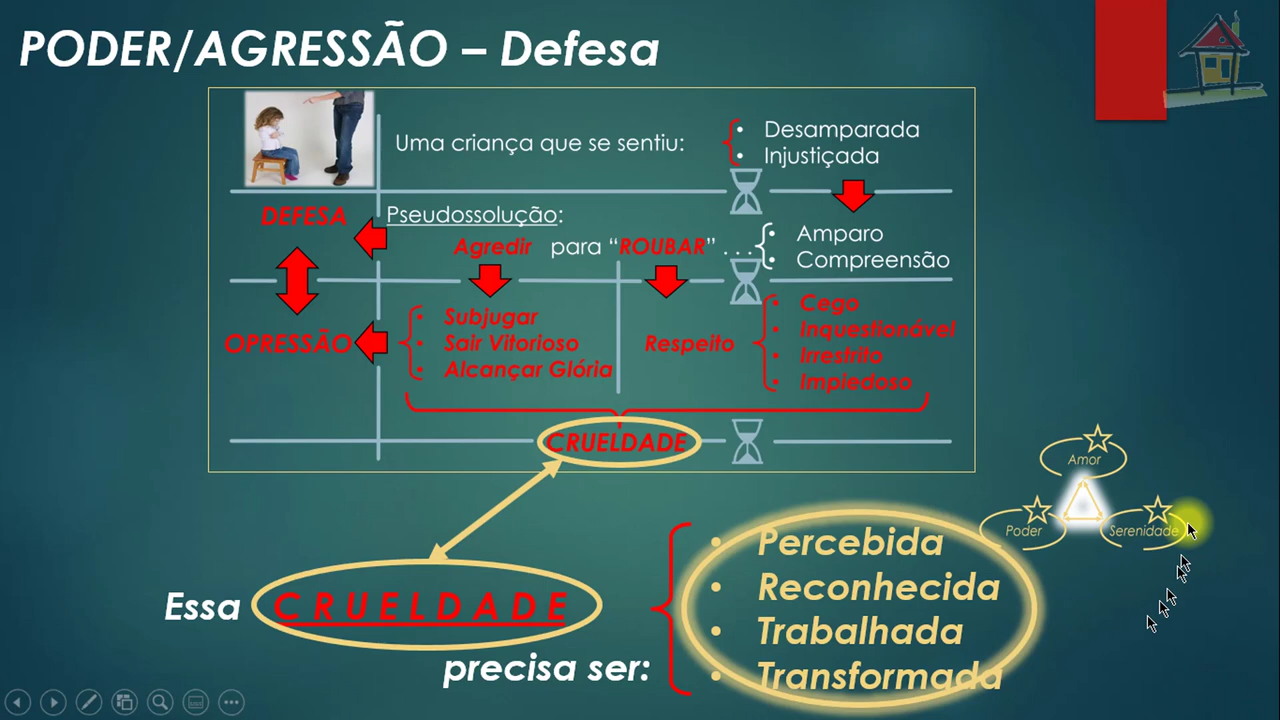 PODER/AGRESSÃO – Defesa
Uma criança que se sentiu:
• Desamparada
• Injustiçada
DEFESA
Pseudossolução:
Agredir para “ROUBAR” . . .
• Amparo
• Compreensão
OPRESSÃO
• Subjugar
• Sair Vitorioso
• Alcançar Glória
Respeito
• Cego
• Inquestionável
• Irrestrito
• Impiedoso
CRUELDADE
Amor
Poder
Serenidade
Essa C R U E L D A D E
precisa ser:
• Percebida
• Reconhecida
• Trabalhada
• Transformada